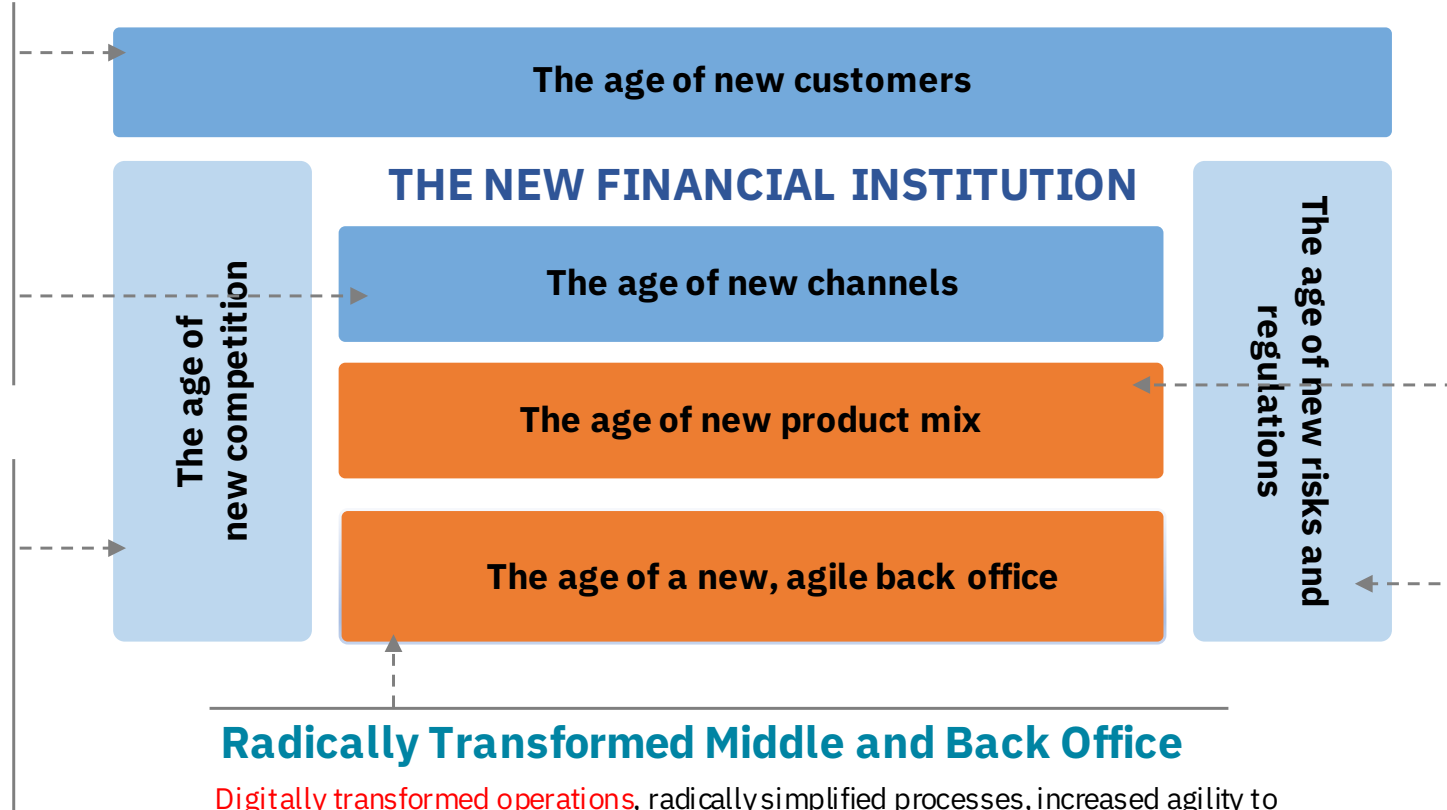 The age of new customers
THE NEW FINANCIAL INSTITUTION
The age of
new competition
The age of new channels
The age of new product mix
The age of a new, agile back office
The age of new risks and
regulations
Radically Transformed Middle and Back Office
Digitally transformed operations, radically simplified processes, increased agility to